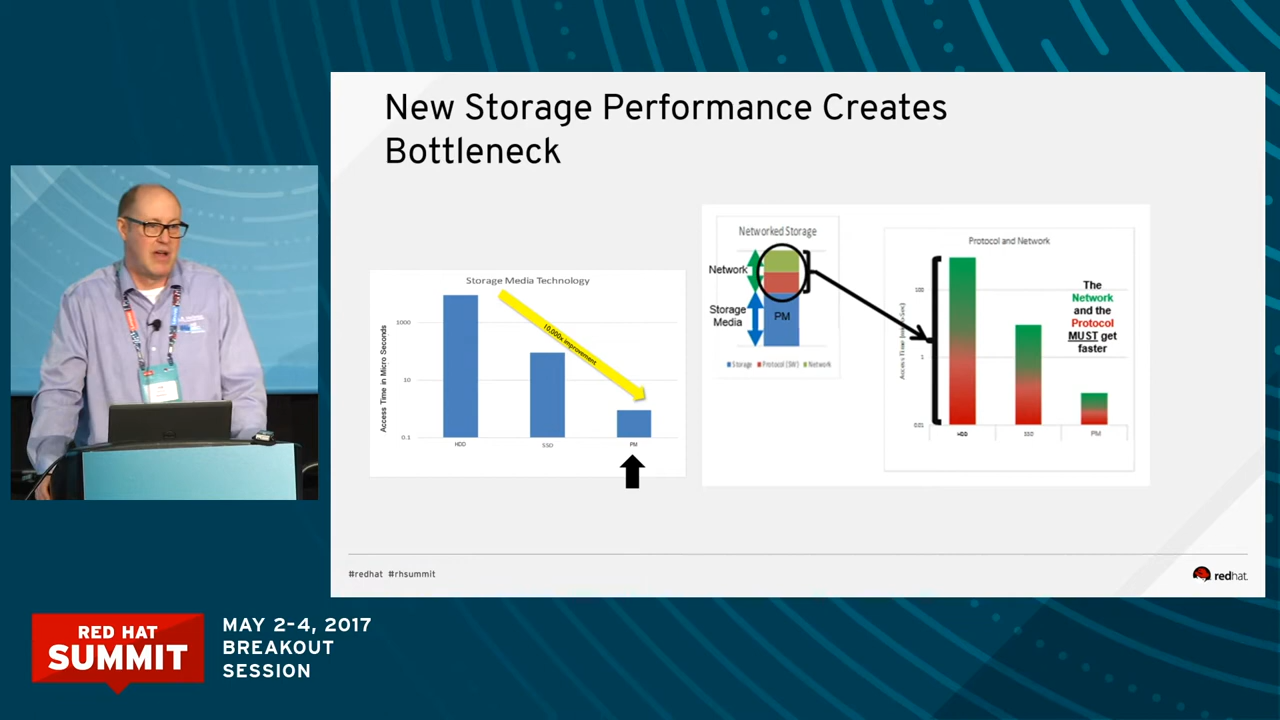 New Storage Performance Creates
Bottleneck
Storage Media Technology
Access Time in Micro Seconds
1000
10
0.1
10,000x improvement
HDD
SSD
PM
Networked Storage
Network
Storage
Media
PM
Storage
Protocol (SW)
Network
Protocol and Network
100
1
0.01
HDD
SSD
PM
The
Network
and the
Protocol
MUST get
faster
#redhat #rhsummit
redhat.
RED HAT
SUMMIT
MAY 2-4, 2017
BREAKOUT
SESSION